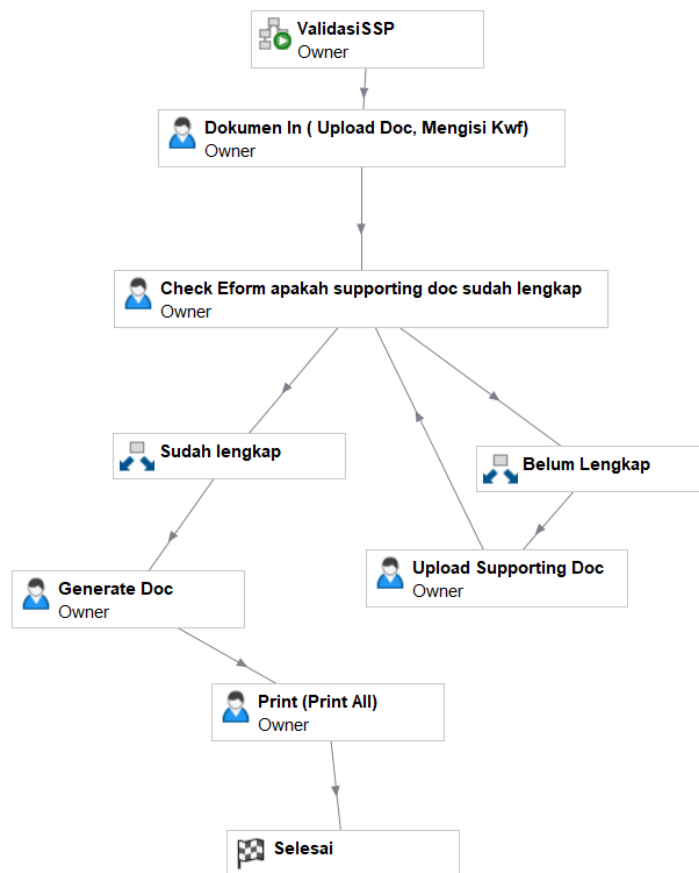 ValidasiSSP
Owner
Dokumen In ( Upload Doc, Mengisi Kwf)
Owner
Check Eform apakah supporting doc sudah lengkap
Owner
Sudah lengkap
Belum Lengkap
Upload Supporting Doc
Owner
Generate Doc
Owner
Print (Print All)
Owner
Selesai